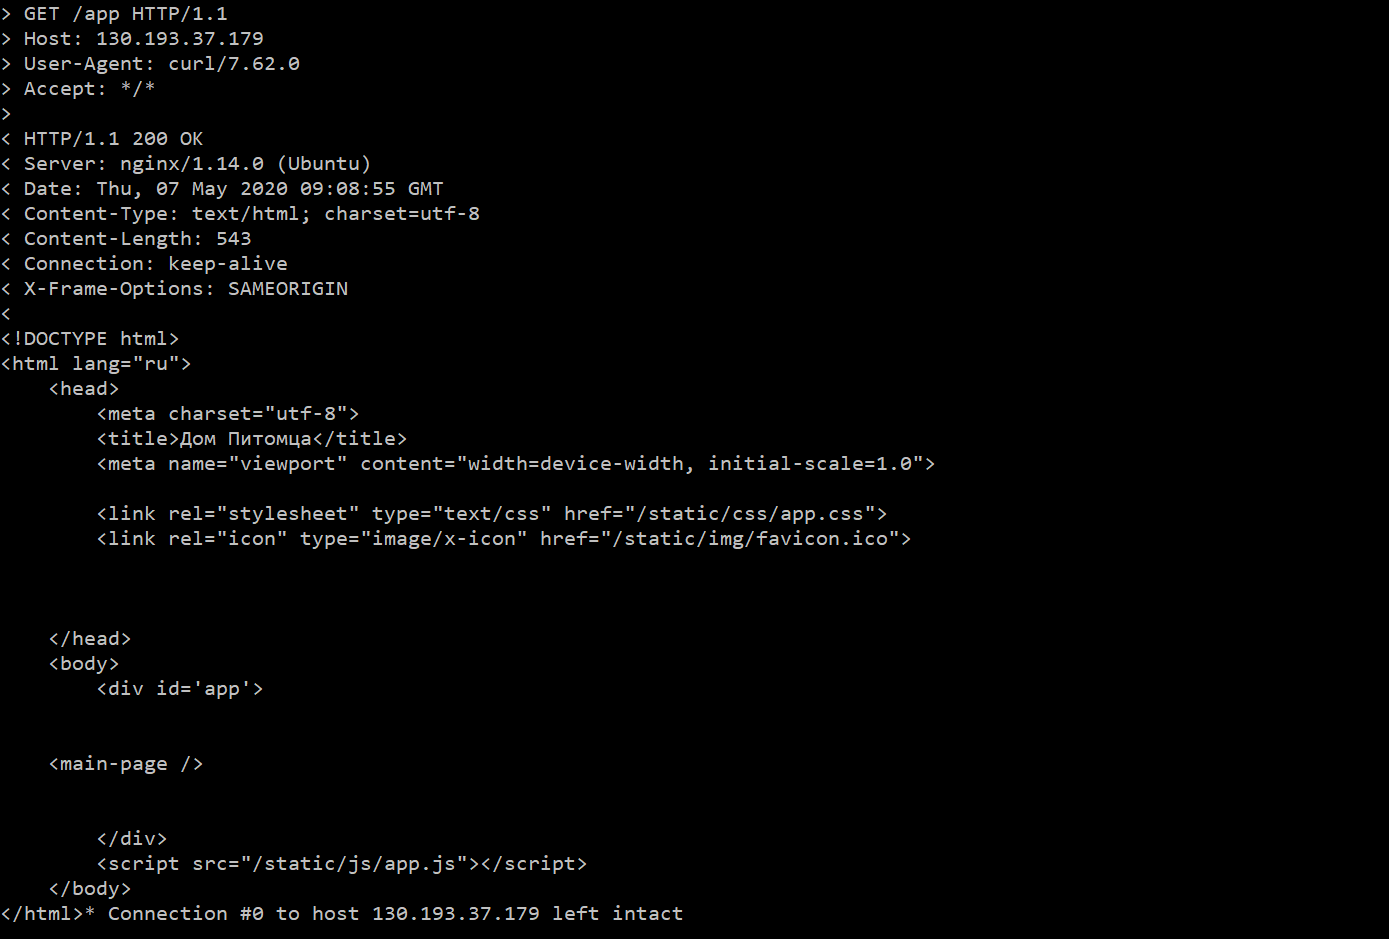 > GET /app HTTP/1.1
> Host: 130.193.37.179
> User-Agent: curl/7.62.0
> Accept: */*
>
< HTTP/1.1 200 OK
< Server: nginx/1.14.0 (Ubuntu)
< Date: Thu, 07 May 2020 09:08:55 GMT
< Content-Type: text/html; charset=utf-8
< Content-Length: 543
< Connection: keep-alive
< X-Frame-Options: SAMEORIGIN
<
<!DOCTYPE html>
<html lang="ru">
    <head>
        <meta charset="utf-8">
        <title>Дом Питомца</title>
        <meta name="viewport" content="width=device-width, initial-scale=1.0">
        <link rel="stylesheet" type="text/css" href="/static/css/app.css">
        <link rel="icon" type="image/x-icon" href="/static/img/favicon.ico">
    </head>
    <body>
        <div id='app'>
    <main-page />
        </div>
        <script src="/static/js/app.js"></script>
    </body>
</html>* Connection #0 to host 130.193.37.179 left intact